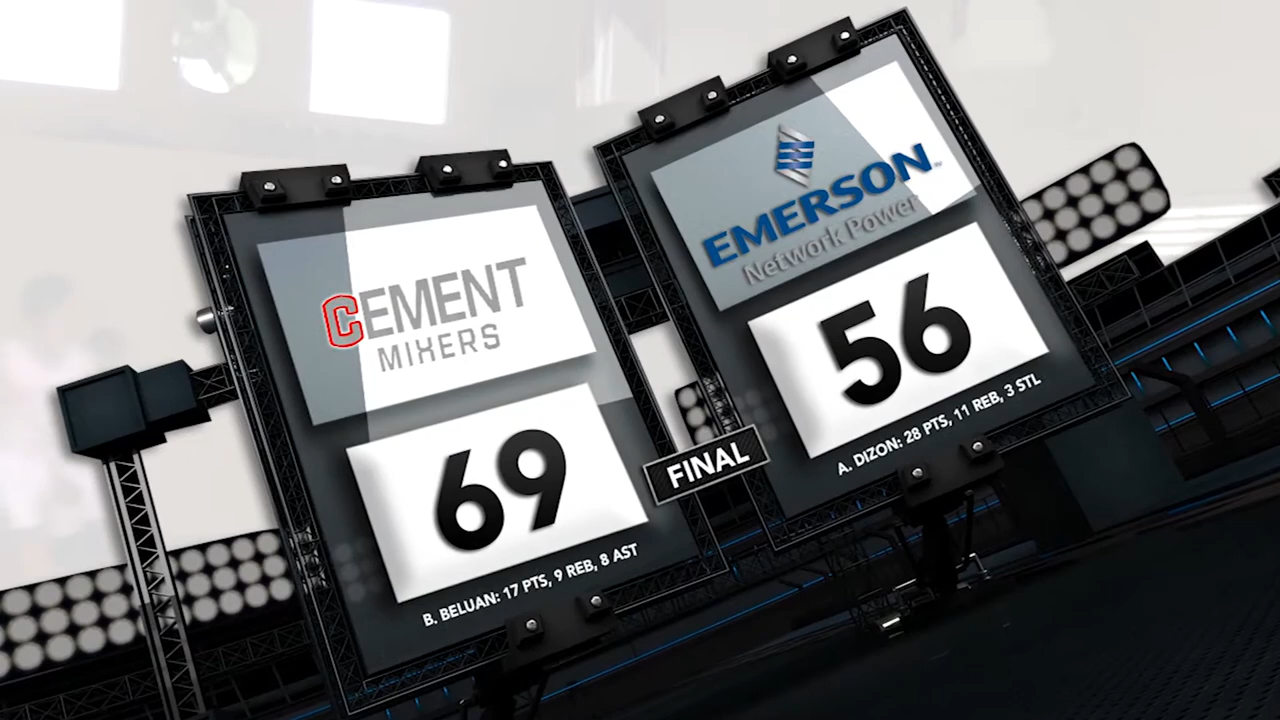 CEMENT
MIXERS
69
B. BELUAN: 17 PTS, 9 REB, 8 AST
FINAL
EMERSON™
Network Power
56
A. DIZON: 28 PTS, 11 REB, 3 STL